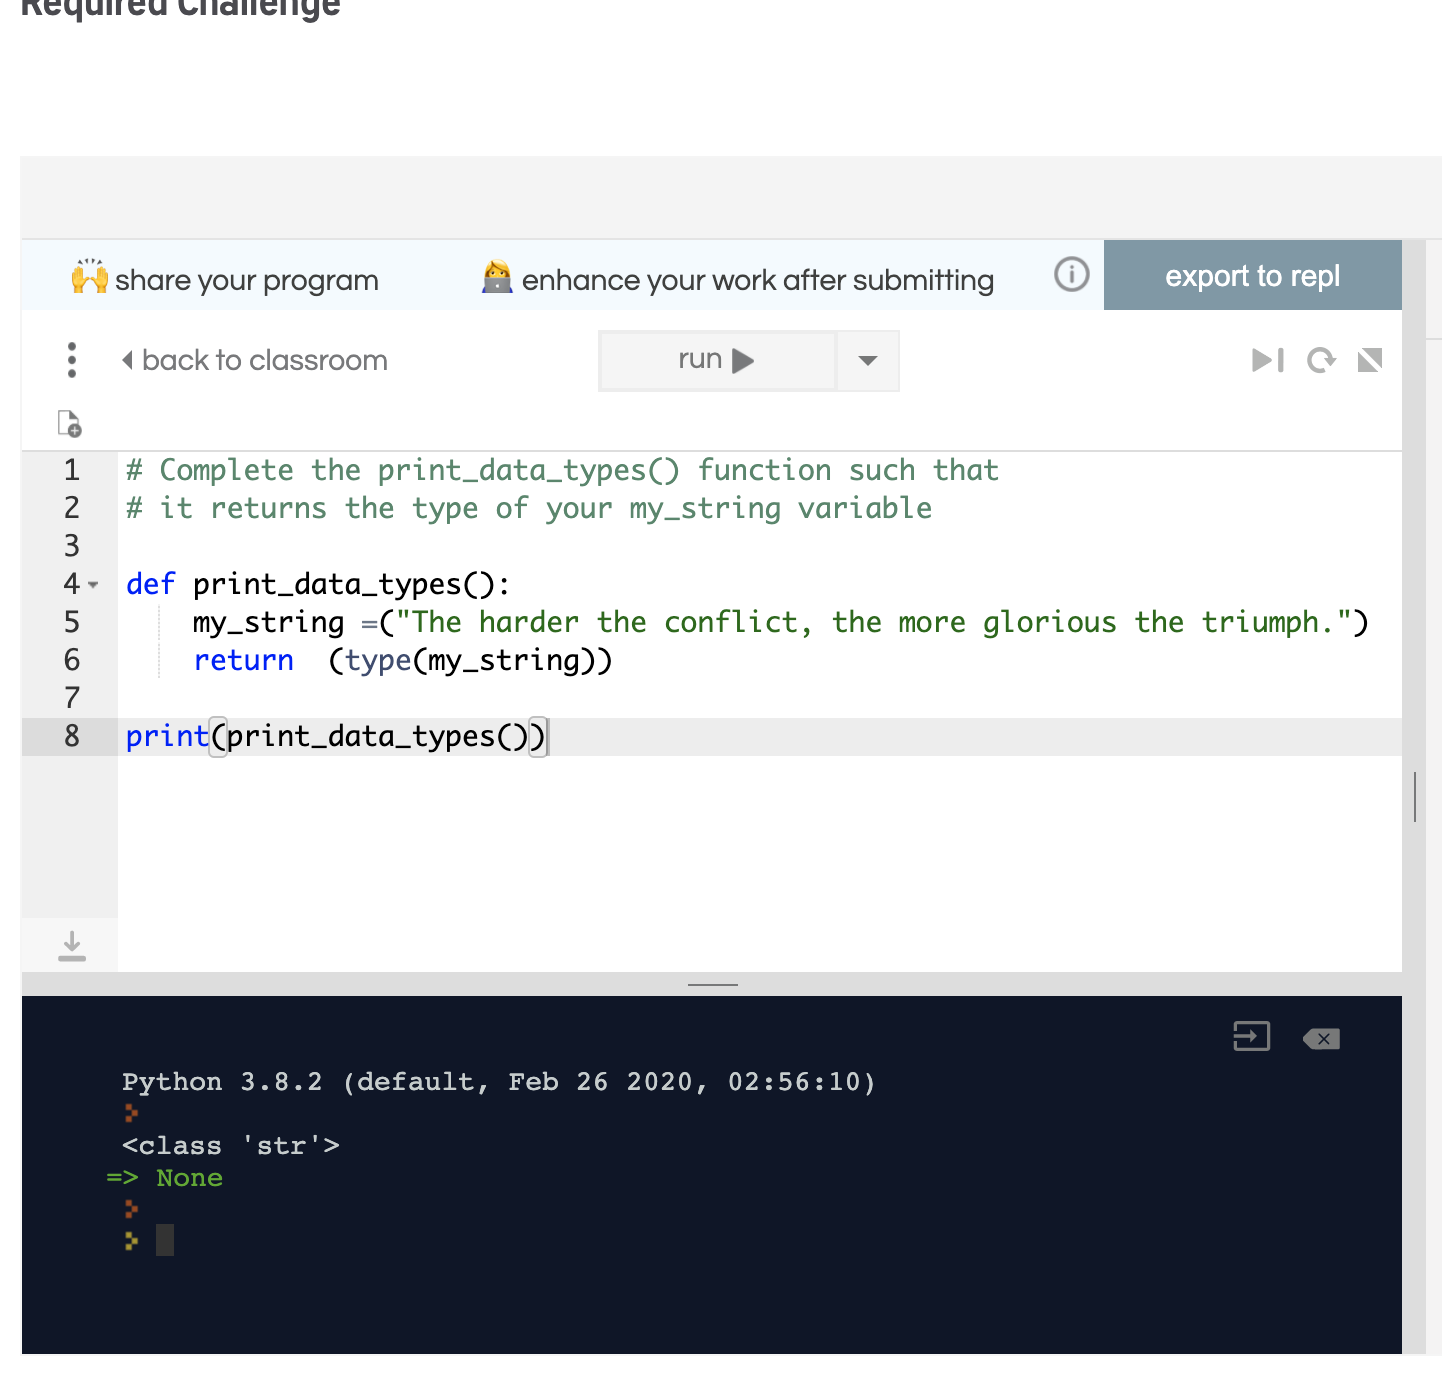 Required Challenge
share your program enhance your work after submitting export to repl
back to classroom run
1 # Complete the print_data_types() function such that
2 # it returns the type of your my_string variable
3
4 def print_data_types():
5     my_string =("The harder the conflict, the more glorious the triumph.")
6     return  (type(my_string))
7
8 print(print_data_types())
Python 3.8.2 (default, Feb 26 2020, 02:56:10)
<class 'str'>
=> None